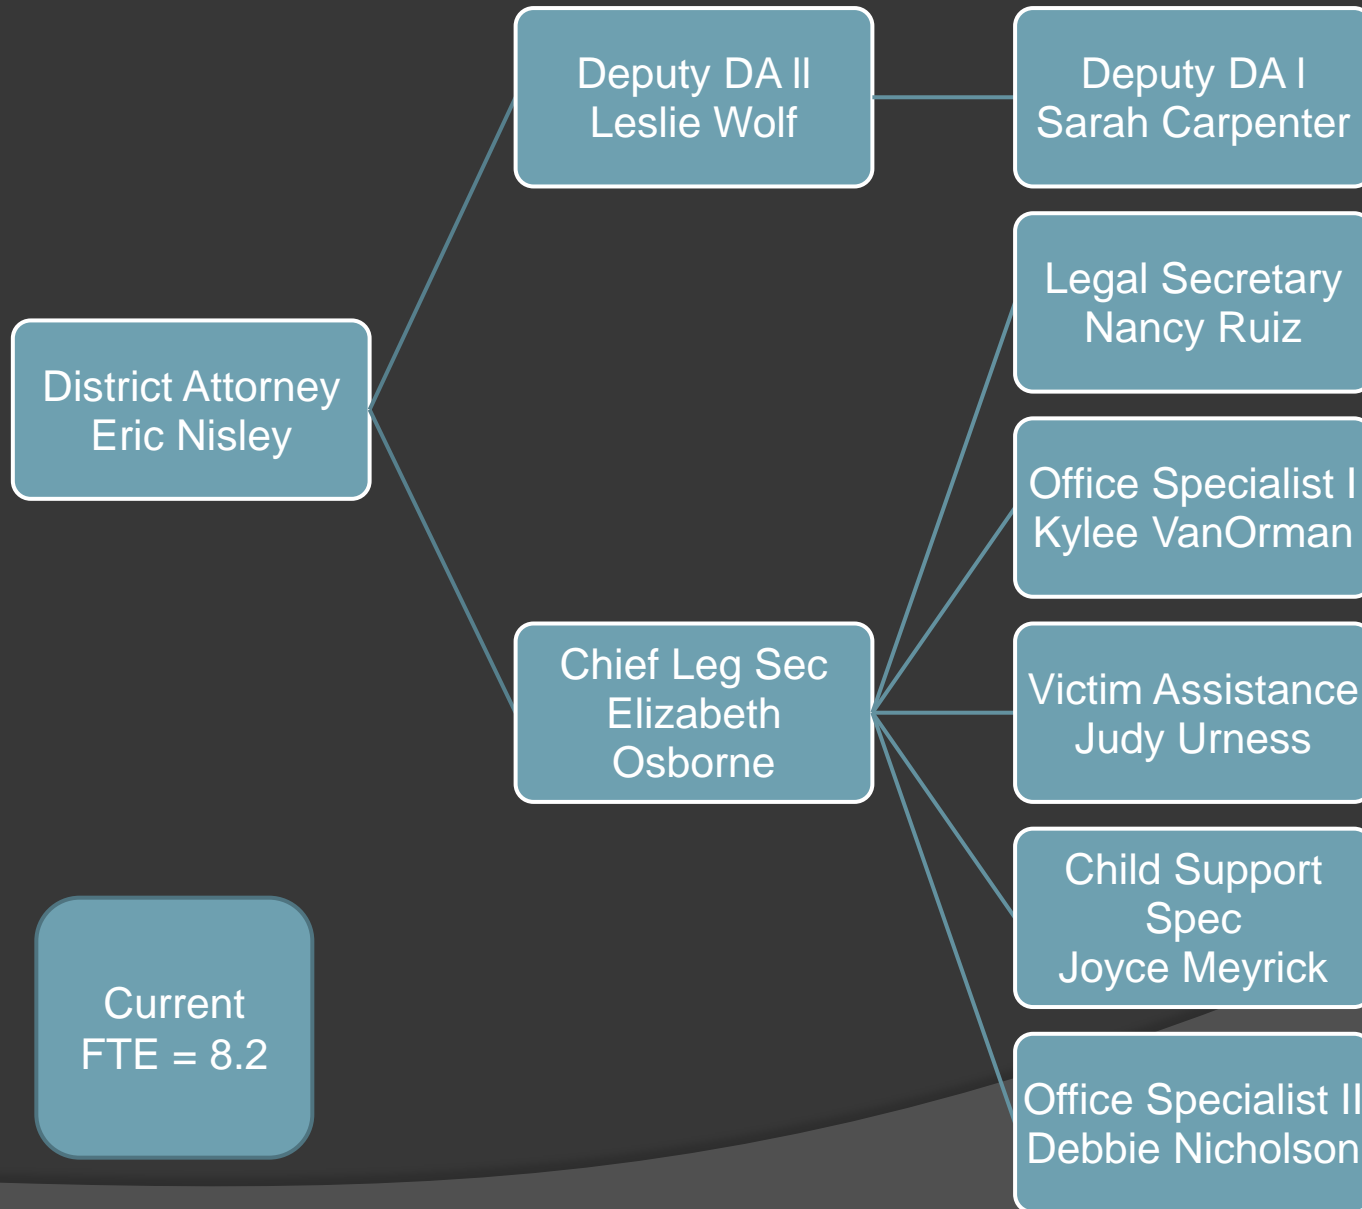 Deputy DA II
Leslie Wolf
Deputy DA I
Sarah Carpenter
Legal Secretary
Nancy Ruiz
District Attorney
Eric Nisley
Office Specialist I
Kylee VanOrman
Chief Leg Sec
Elizabeth
Osborne
Victim Assistance
Judy Urness
Child Support
Spec
Joyce Meyrick
Current
FTE = 8.2
Office Specialist II
Debbie Nicholson